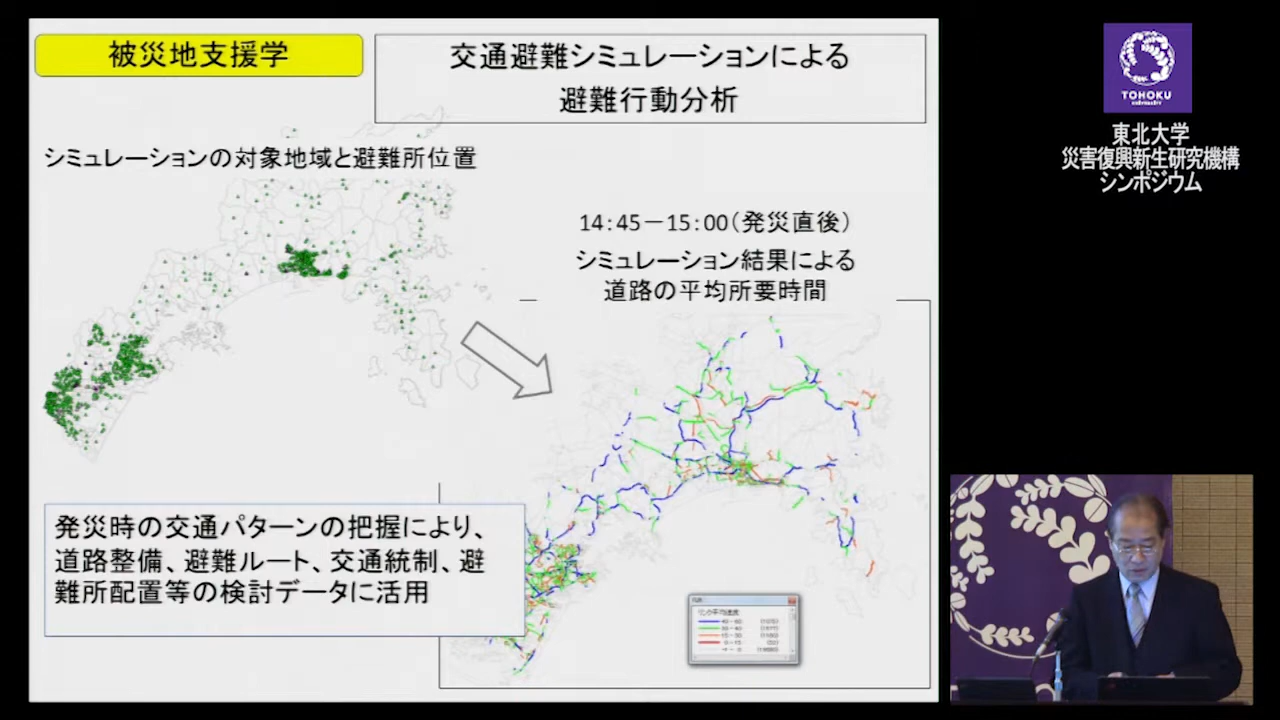 被災地支援学
交通避難シミュレーションによる
避難行動分析
シミュレーションの対象地域と避難所位置
14:45－15:00(発災直後)
シミュレーション結果による
道路の平均所要時間
発災時の交通パターンの把握により、
道路整備、避難ルート、交通統制、避
難所配置等の検討データに活用
TOHOKU
東北大学
災害復興新生研究機構
シンポジウム